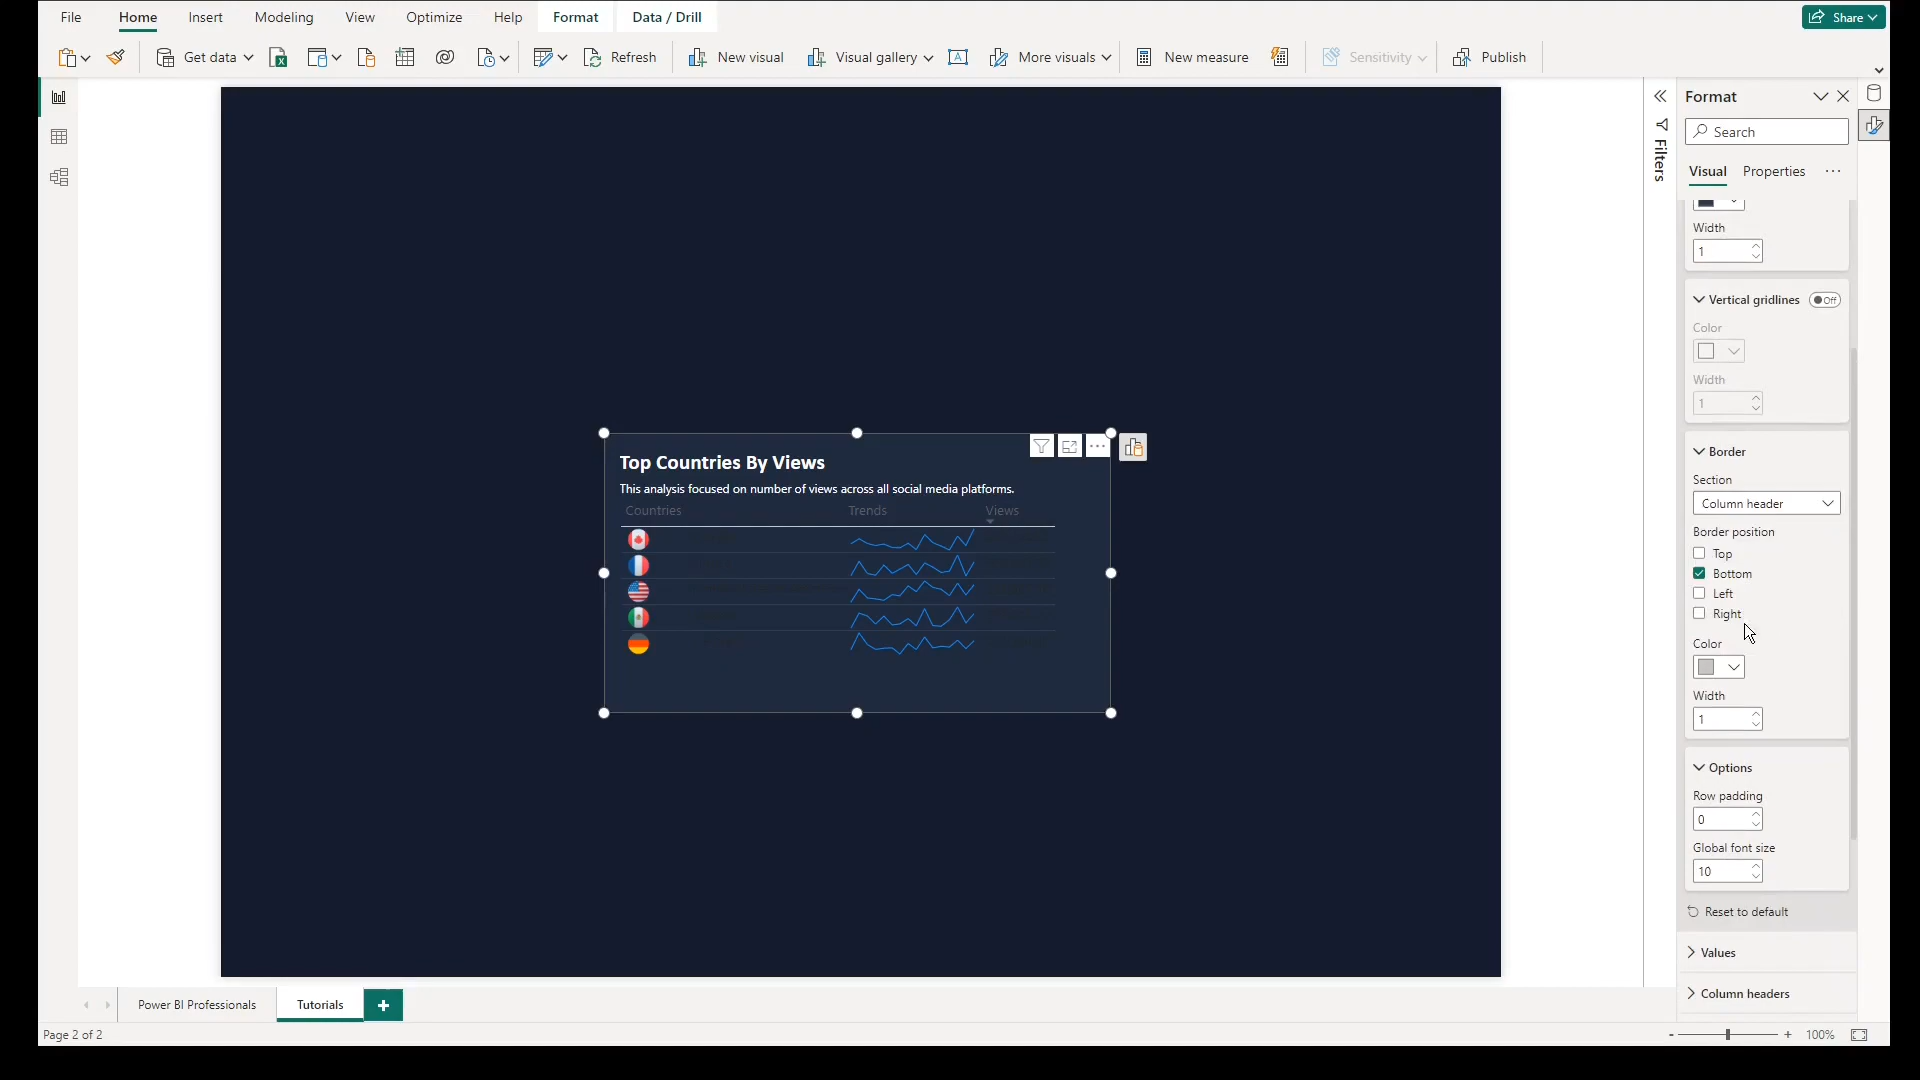 File Home Insert Modeling View Optimize Help Format Data / Drill Share
Get data Refresh New visual Visual gallery More visuals New measure Sensitivity Publish
Filters
Format
Search
Visual Properties
Width
1
Vertical gridlines Off
Color
Width
1
Border
Section
Column header
Border position
Top
Bottom
Left
Right
Color
Width
1
Options
Row padding
0
Global font size
10
Reset to default
Values
Column headers
Top Countries By Views
This analysis focused on number of views across all social media platforms.
Countries Trends Views
Power BI Professionals Tutorials +
Page 2 of 2
- + 100%